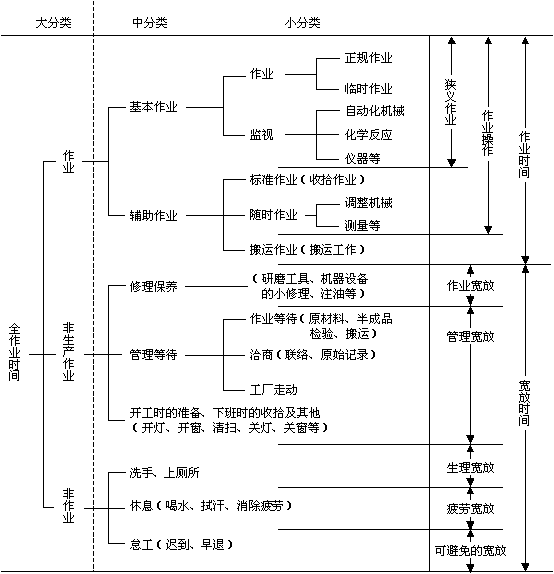 大分类 中分类 小分类
正规作业
作业
临时作业
狭义作业
作业操作
作业时间
基本作业
自动化机械
监视
化学反应
仪器等
作业
标准作业(收拾作业)
辅助作业
随时作业
调整机械
测量等
搬运作业(搬运工作)
修理保养
(研磨工具、机器设备
的小修理、注油等)
作业宽放
全作业时间
非生产作业
管理等待
作业等待(原材料、半成品
检验、搬运)
洽商(联络、原始记录)
工厂走动
管理宽放
宽放时间
开工时的准备、下班时的收拾及其他
(开灯、开窗、清扫、关灯、关窗等)
非作业
洗手、上厕所
生理宽放
休息(喝水、拭汗、消除疲劳)
疲劳宽放
怠工(迟到、早退)
可避免的宽放